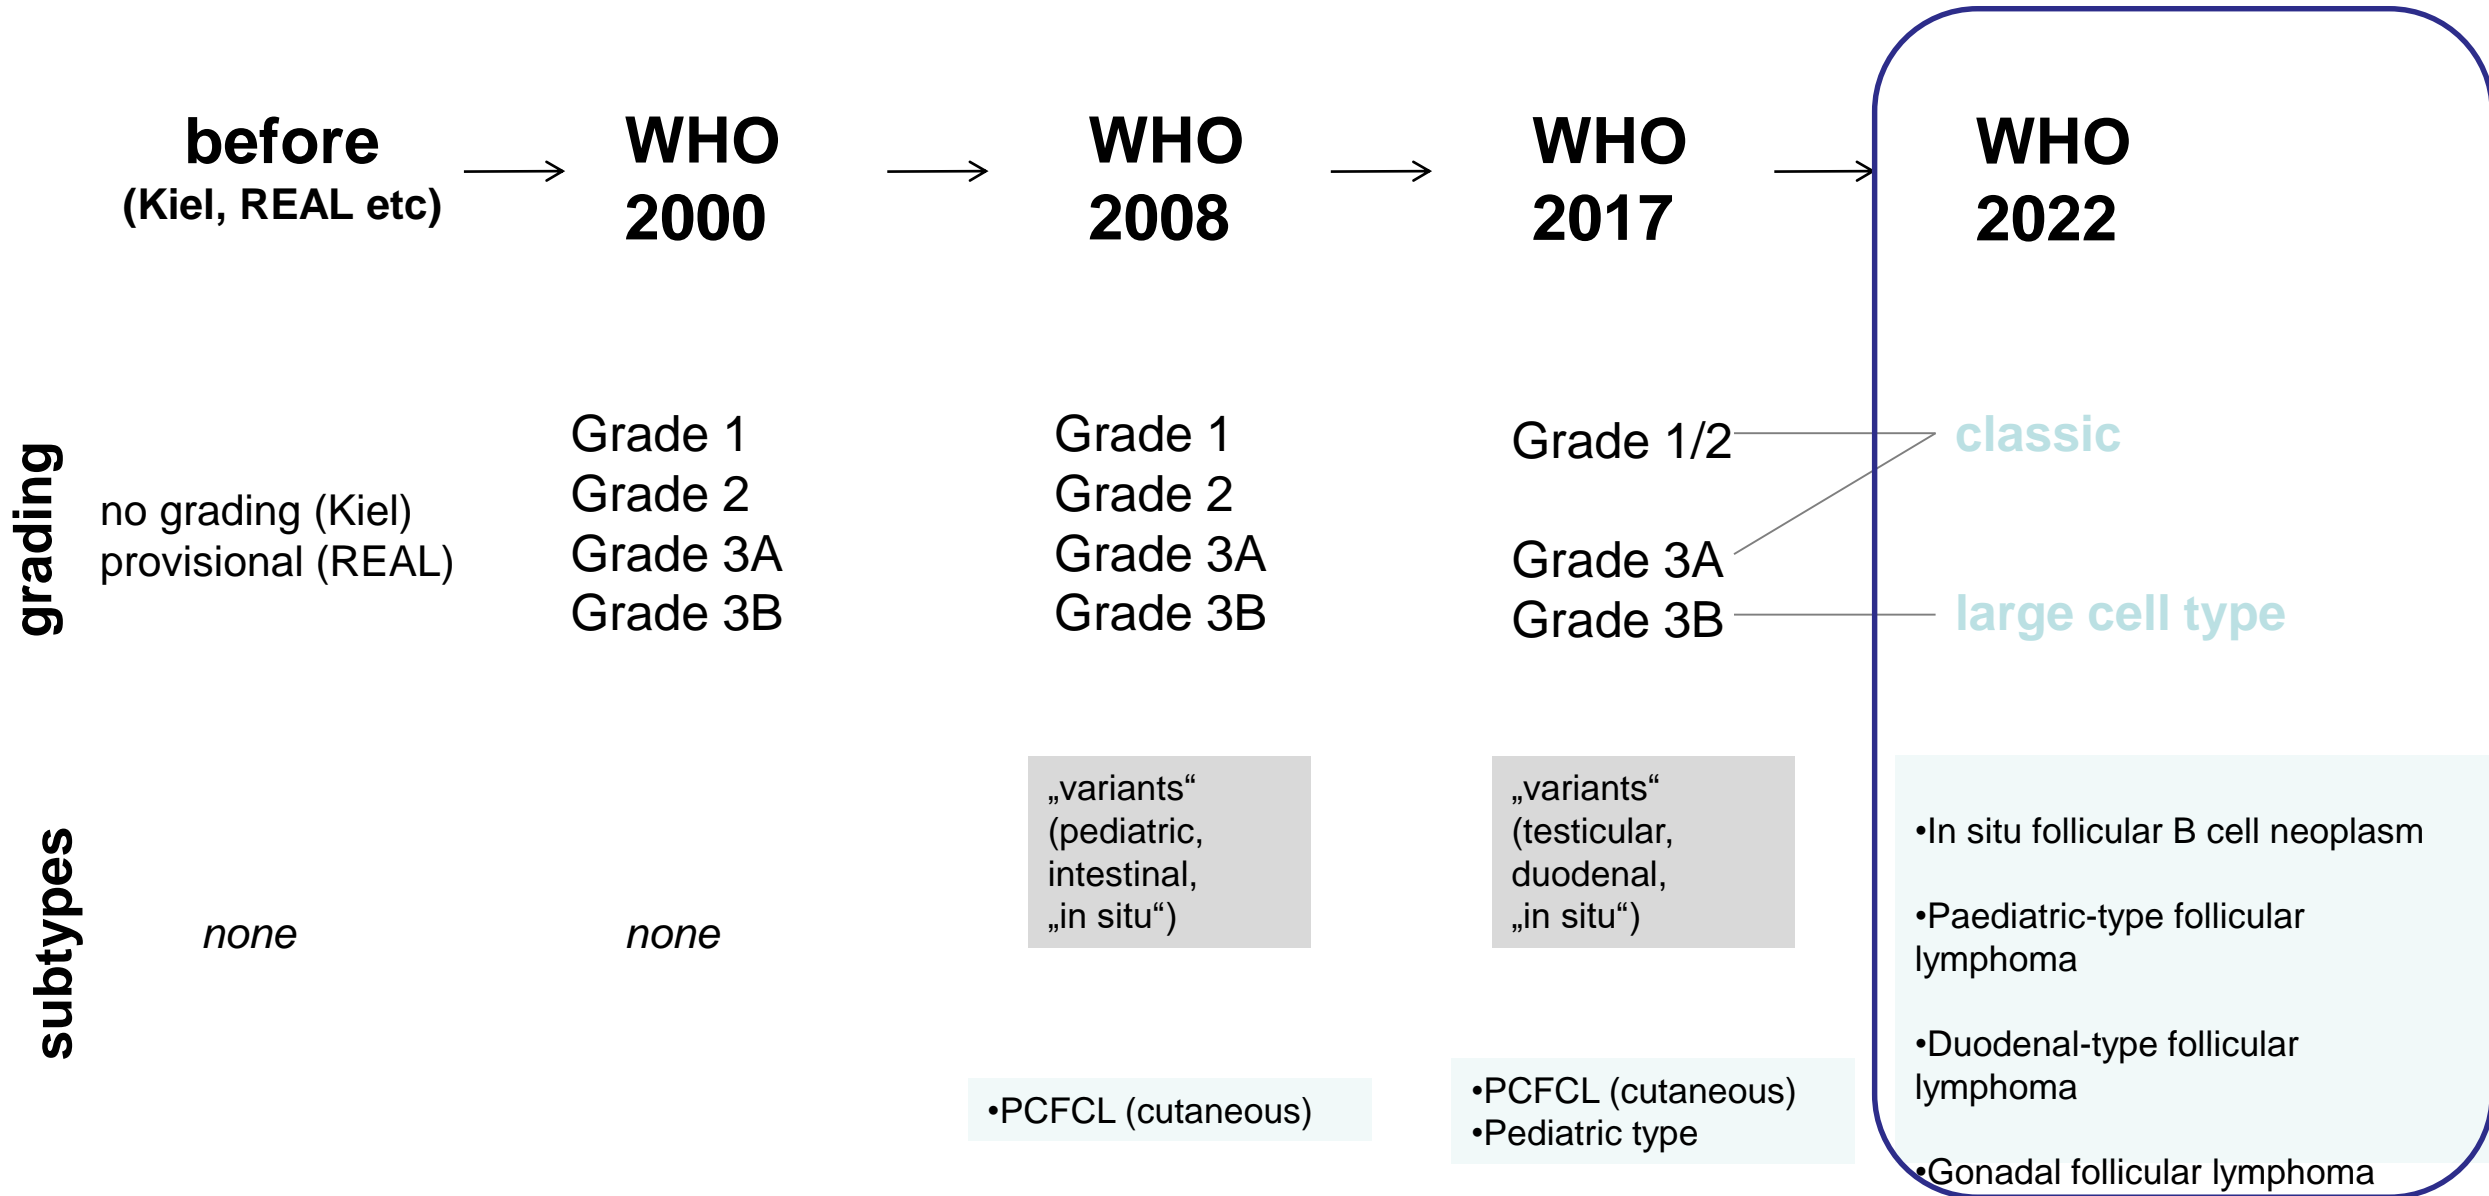 before
(Kiel, REAL etc)
WHO
2000
WHO
2008
WHO
2017
WHO
2022
grading
no grading (Kiel)
provisional (REAL)
Grade 1
Grade 2
Grade 3A
Grade 3B
Grade 1
Grade 2
Grade 3A
Grade 3B
Grade 1/2
Grade 3A
Grade 3B
classic
large cell type
subtypes
none
none
„variants“
(pediatric,
intestinal,
„in situ“)
•PCFCL (cutaneous)
„variants“
(testicular,
duodenal,
„in situ“)
•PCFCL (cutaneous)
•Pediatric type
•In situ follicular B cell neoplasm
•Paediatric-type follicular
lymphoma
•Duodenal-type follicular
lymphoma
•Gonadal follicular lymphoma